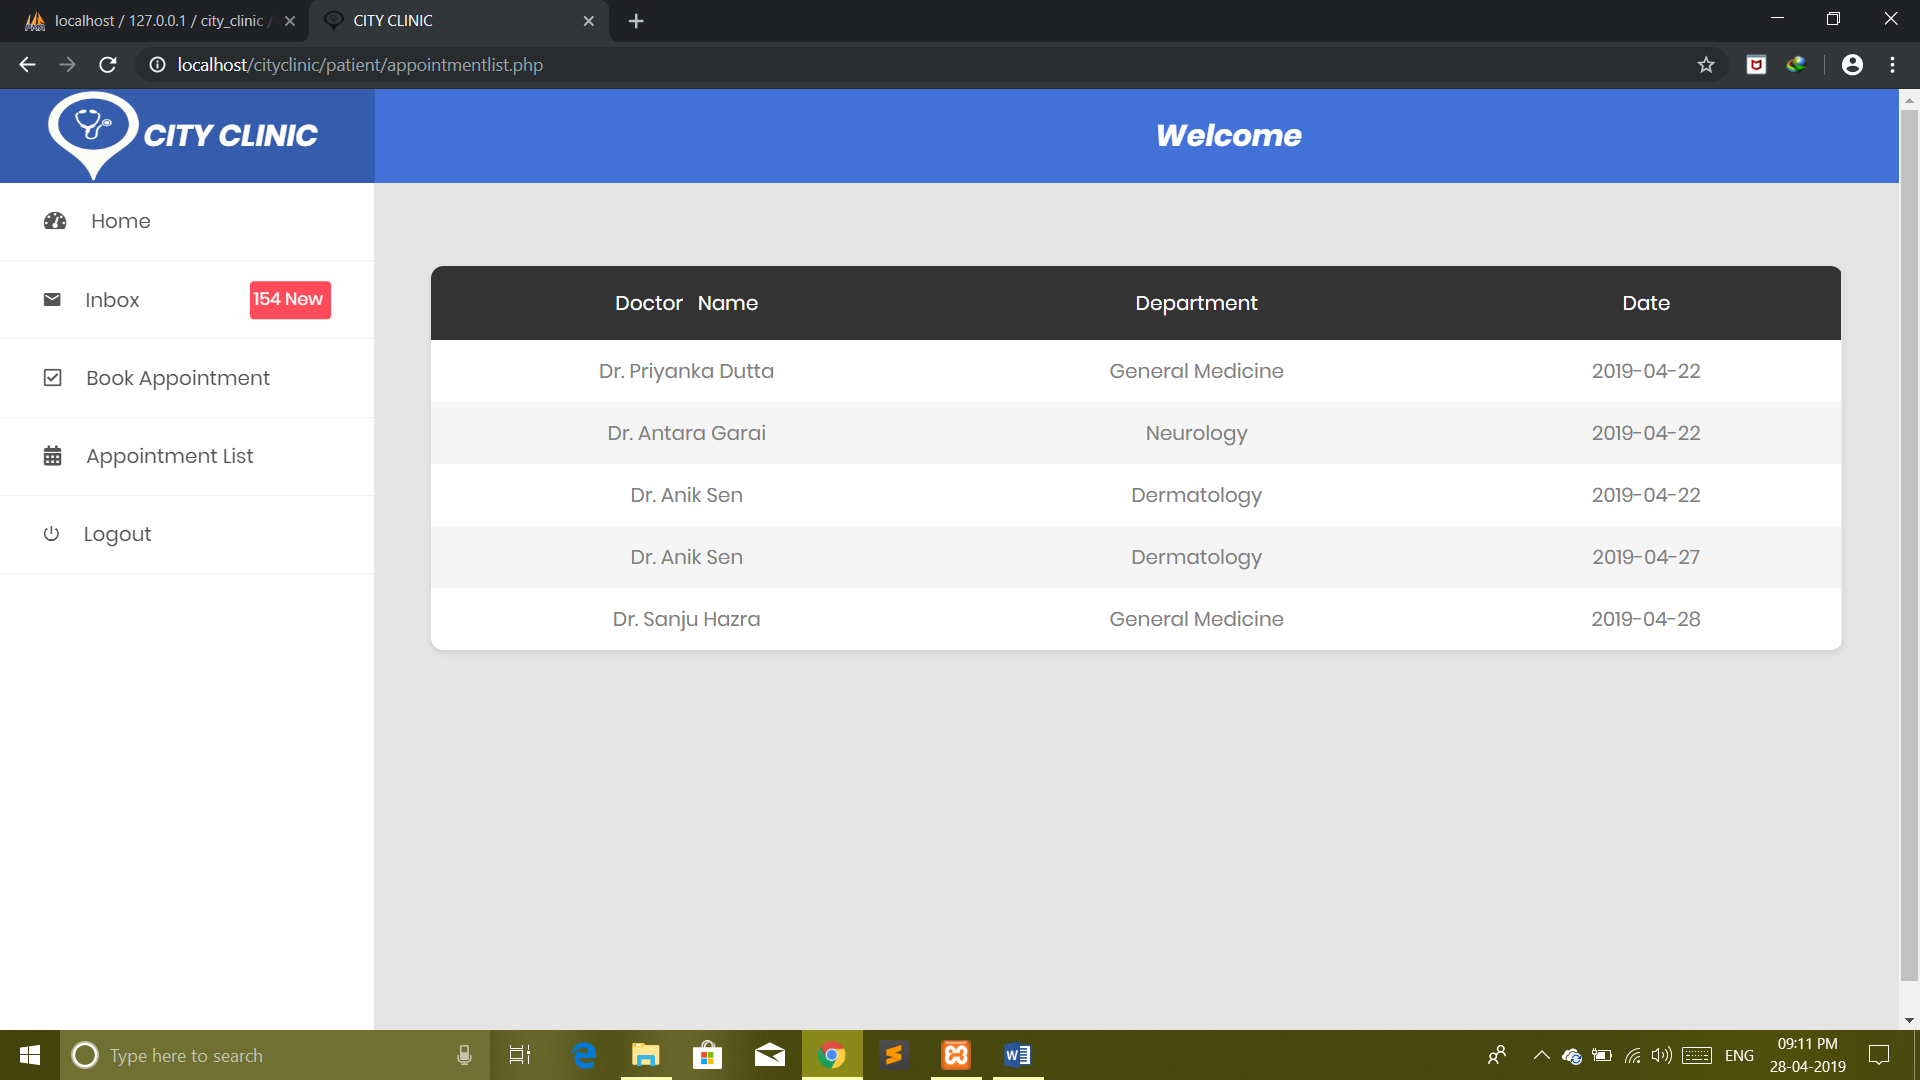 localhost / 127.0.0.1 / city_clinic /
CITY CLINIC
localhost/cityclinic/patient/appointmentlist.php
CITY CLINIC
Welcome
Home
Inbox
154 New
Book Appointment
Appointment List
Logout
Doctor Name Department Date
Dr. Priyanka Dutta General Medicine 2019-04-22
Dr. Antara Garai Neurology 2019-04-22
Dr. Anik Sen Dermatology 2019-04-22
Dr. Anik Sen Dermatology 2019-04-27
Dr. Sanju Hazra General Medicine 2019-04-28
Type here to search
ENG
09:11 PM
28-04-2019